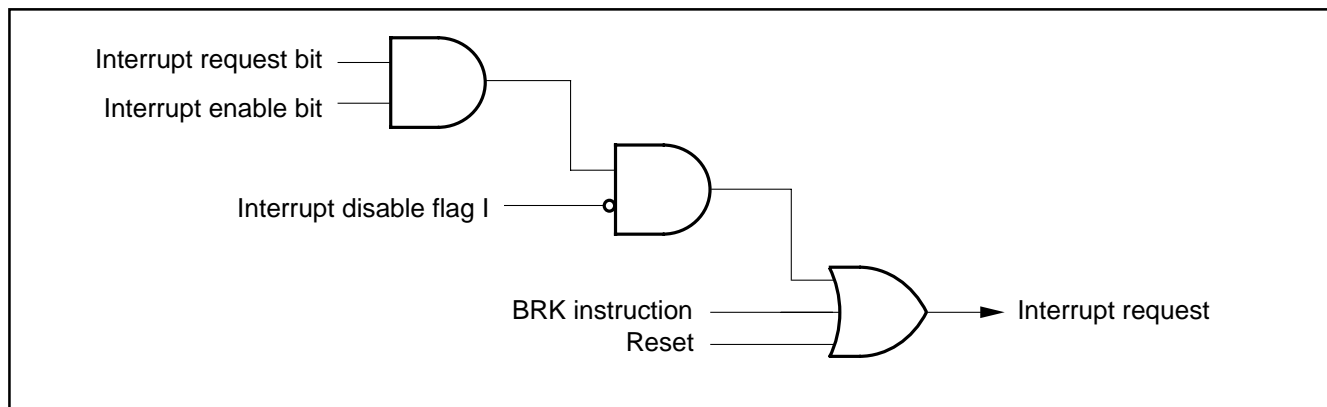 Interrupt request bit
Interrupt enable bit
Interrupt disable flag I
BRK instruction
Interrupt request
Reset